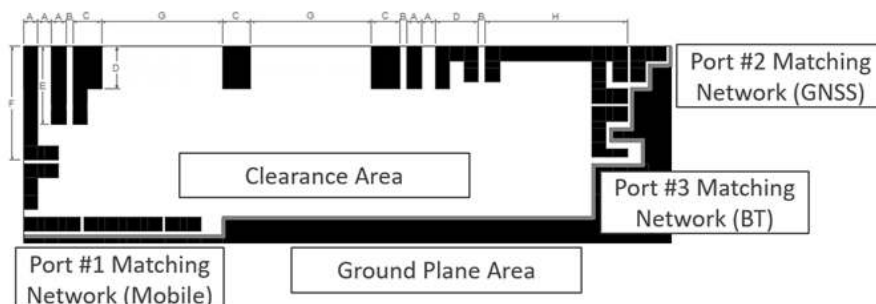 A A A B C G C G C B A A D B H
F
E
D
Port #2 Matching
Network (GNSS)
Clearance Area
Port #3 Matching
Network (BT)
Port #1 Matching
Network (Mobile)
Ground Plane Area